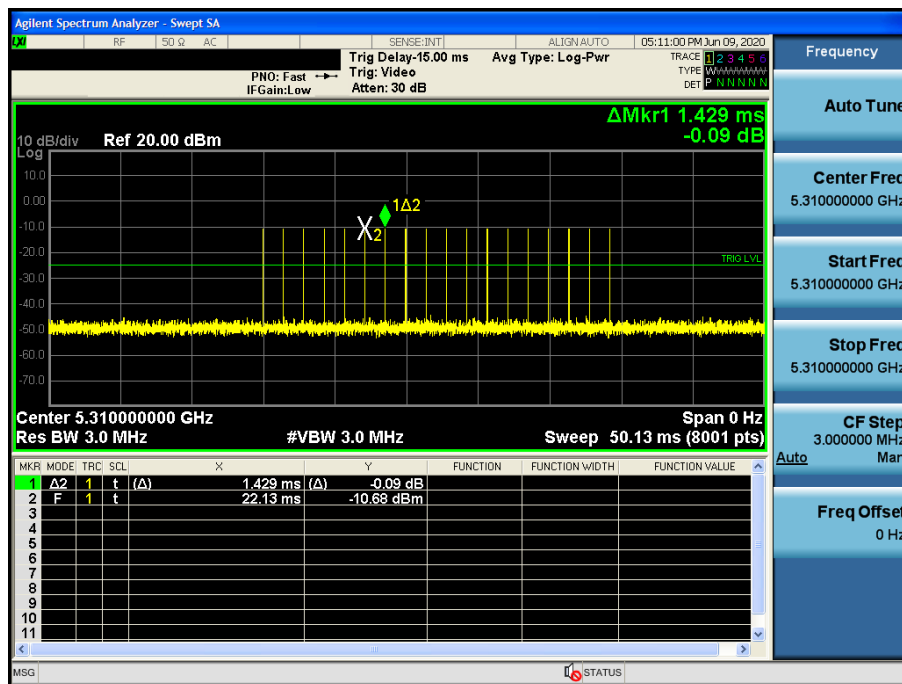 Agilent Spectrum Analyzer - Swept SA
LXI RF 50 Ω AC SENSE:INT ALIGN AUTO 05:11:00 PM Jun 09, 2020
Trig Delay-15.00 ms Avg Type: Log-Pwr TRACE 1 2 3 4 5 6
PNO: Fast Trig: Video TYPE WWWWWW
IFGain:Low Atten: 30 dB DET P N N N N N
ΔMkr1 1.429 ms
-0.09 dB
10 dB/div Ref 20.00 dBm
Log
10.0
0.00
-10.0
-20.0
-30.0
-40.0
-50.0
-60.0
-70.0
1Δ2
X2
TRIG LVL
Center 5.310000000 GHz Span 0 Hz
Res BW 3.0 MHz #VBW 3.0 MHz Sweep 50.13 ms (8001 pts)
MKR MODE TRC SCL X Y FUNCTION FUNCTION WIDTH FUNCTION VALUE
1 Δ2 1 t (Δ) 1.429 ms (Δ) -0.09 dB
2 F 1 t 22.13 ms -10.68 dBm
3
4
5
6
7
8
9
10
11
MSG STATUS
Frequency
Auto Tune
Center Freq
5.310000000 GHz
Start Freq
5.310000000 GHz
Stop Freq
5.310000000 GHz
CF Step
3.000000 MHz
Auto Man
Freq Offset
0 Hz